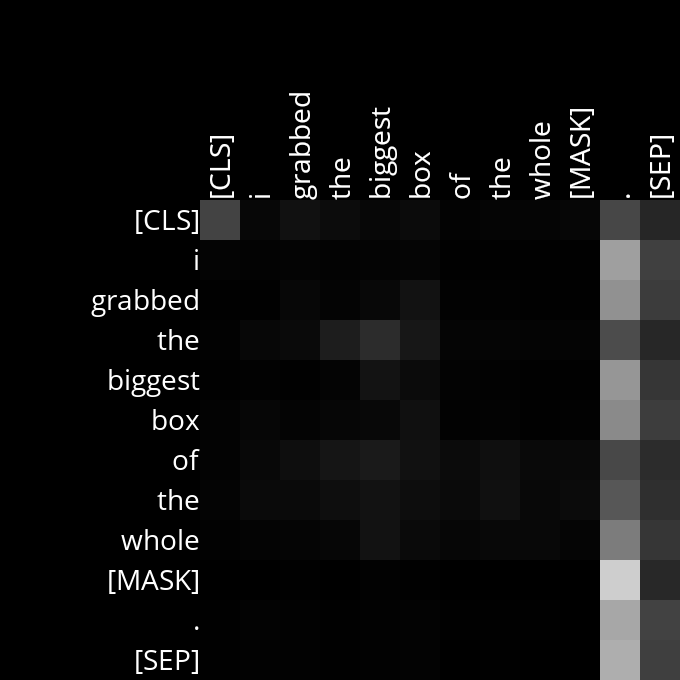 [CLS] i grabbed the biggest box of the whole [MASK] . [SEP]
[CLS]
i
grabbed
the
biggest
box
of
the
whole
[MASK]
.
[SEP]